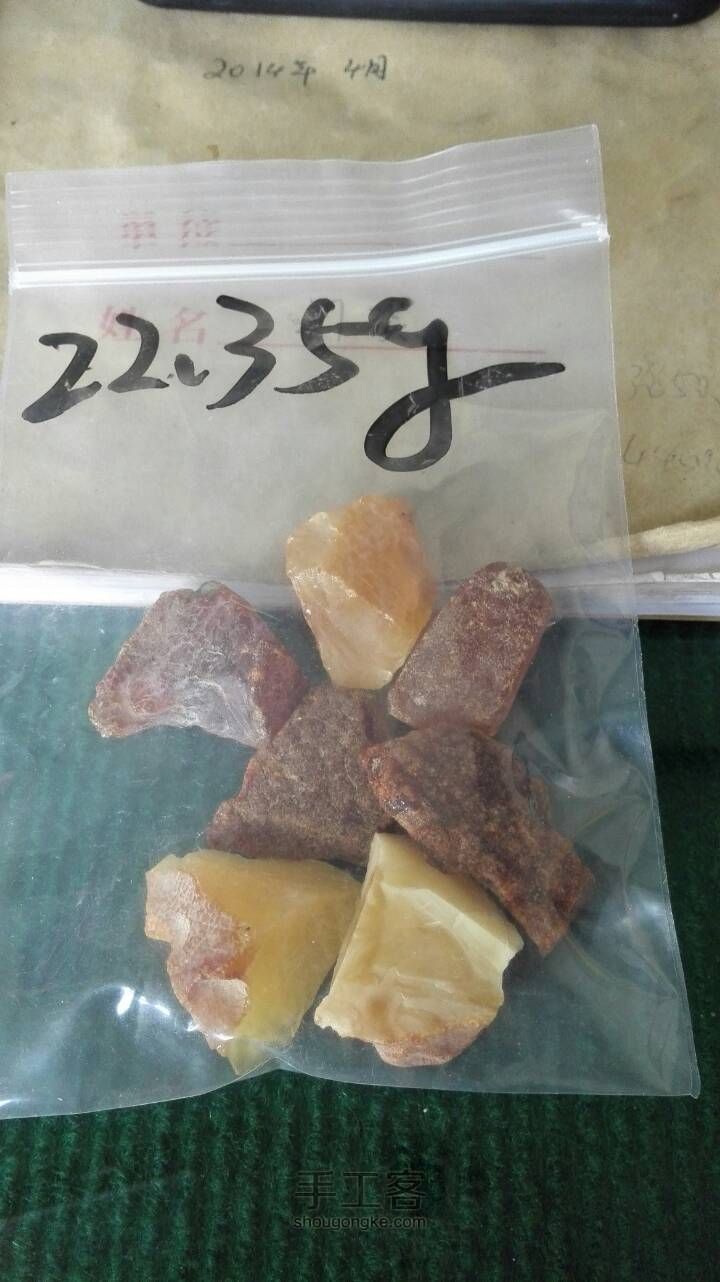 2014年 4月
单位
姓名
22.35g
手工客
shougongke.com